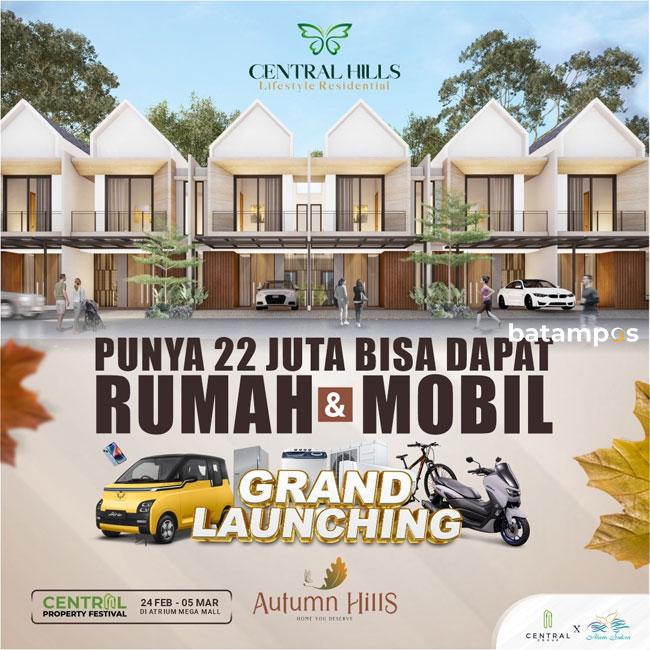 CENTRAL HILLS
Lifestyle Residential
batampos
PUNYA 22 JUTA BISA DAPAT
RUMAH & MOBIL
GRAND
LAUNCHING
CENTRAL
PROPERTY FESTIVAL
24 FEB - 05 MAR
DI ATRIUM MEGA MALL
Autumn Hills
HOME YOU DESERVE
CENTRAL
GROUP
X